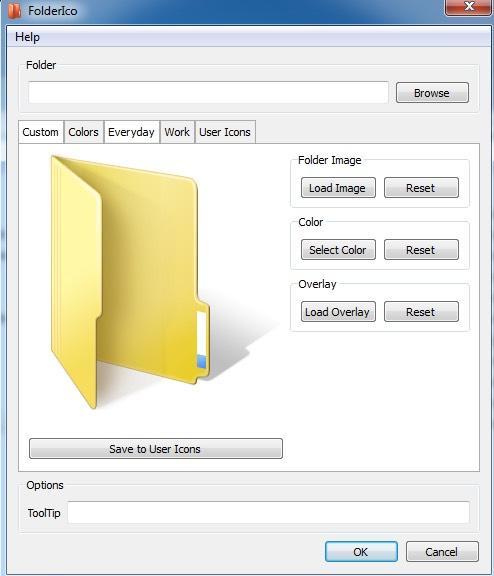 FolderIco
Help
Folder
Browse
Custom Colors Everyday Work User Icons
Folder Image
Load Image Reset
Color
Select Color Reset
Overlay
Load Overlay Reset
Save to User Icons
Options
ToolTip
OK Cancel